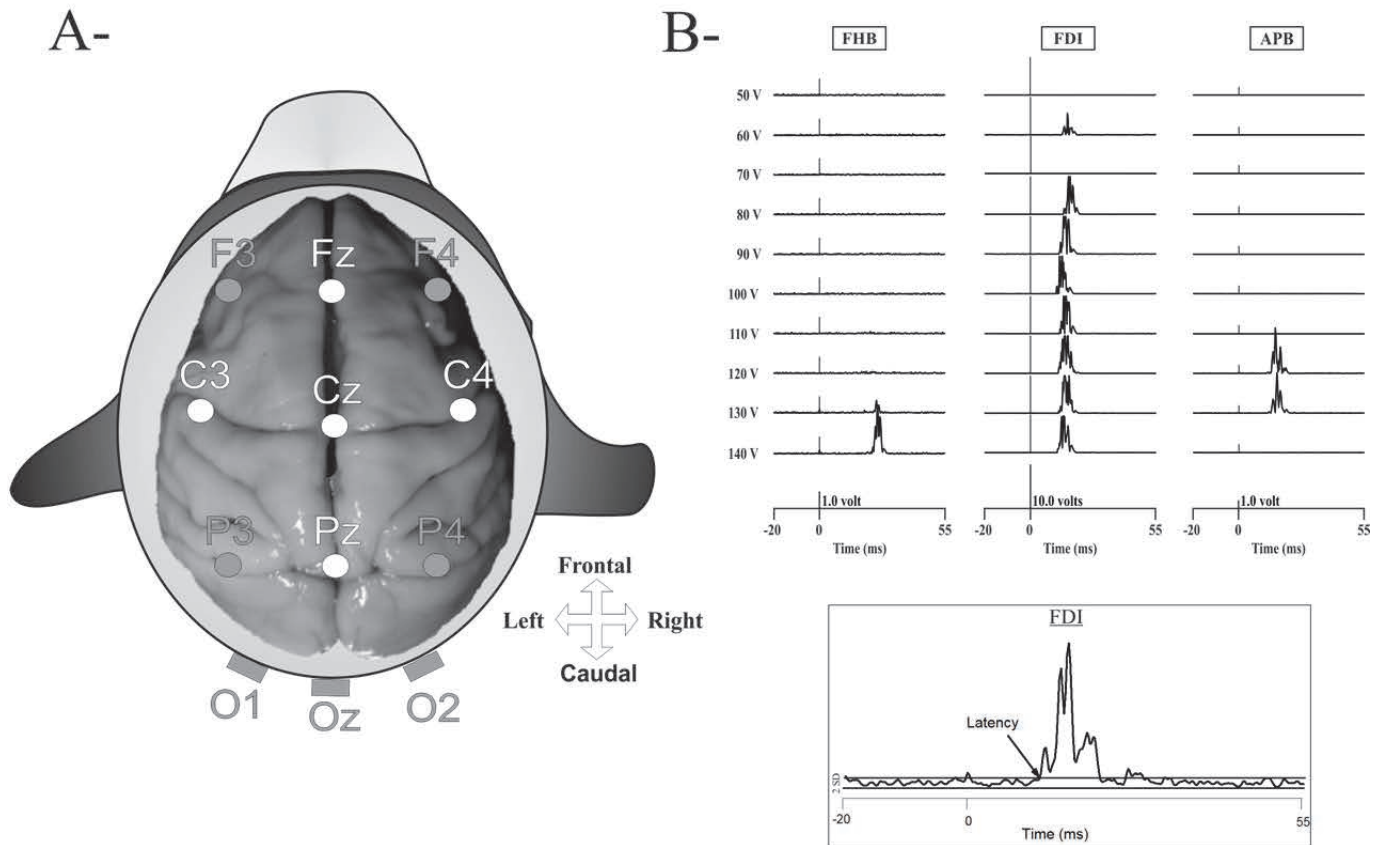 A-
F3 Fz F4
C3 Cz C4
P3 Pz P4
O1 Oz O2
Frontal
Left Right
Caudal
B-
FHB FDI APB
50 V
60 V
70 V
80 V
90 V
100 V
110 V
120 V
130 V
140 V
1.0 volt 10.0 volts 1.0 volt
-20 0 55 -20 0 55 -20 0 55
Time (ms) Time (ms) Time (ms)
FDI
Latency
2 SD
-20 0 55
Time (ms)